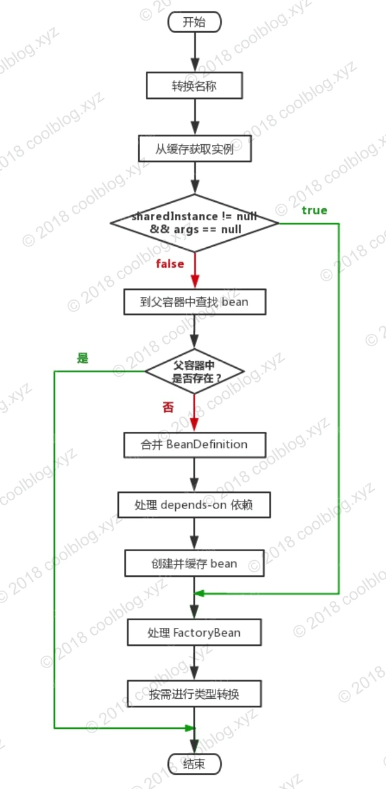 开始
转换名称
从缓存获取实例
sharedInstance != null
&& args == null
true
false
到父容器中查找 bean
父容器中
是否存在？
是
否
合并 BeanDefinition
处理 depends-on 依赖
创建并缓存 bean
处理 FactoryBean
按需进行类型转换
结束
© 2018 coolblog.xyz